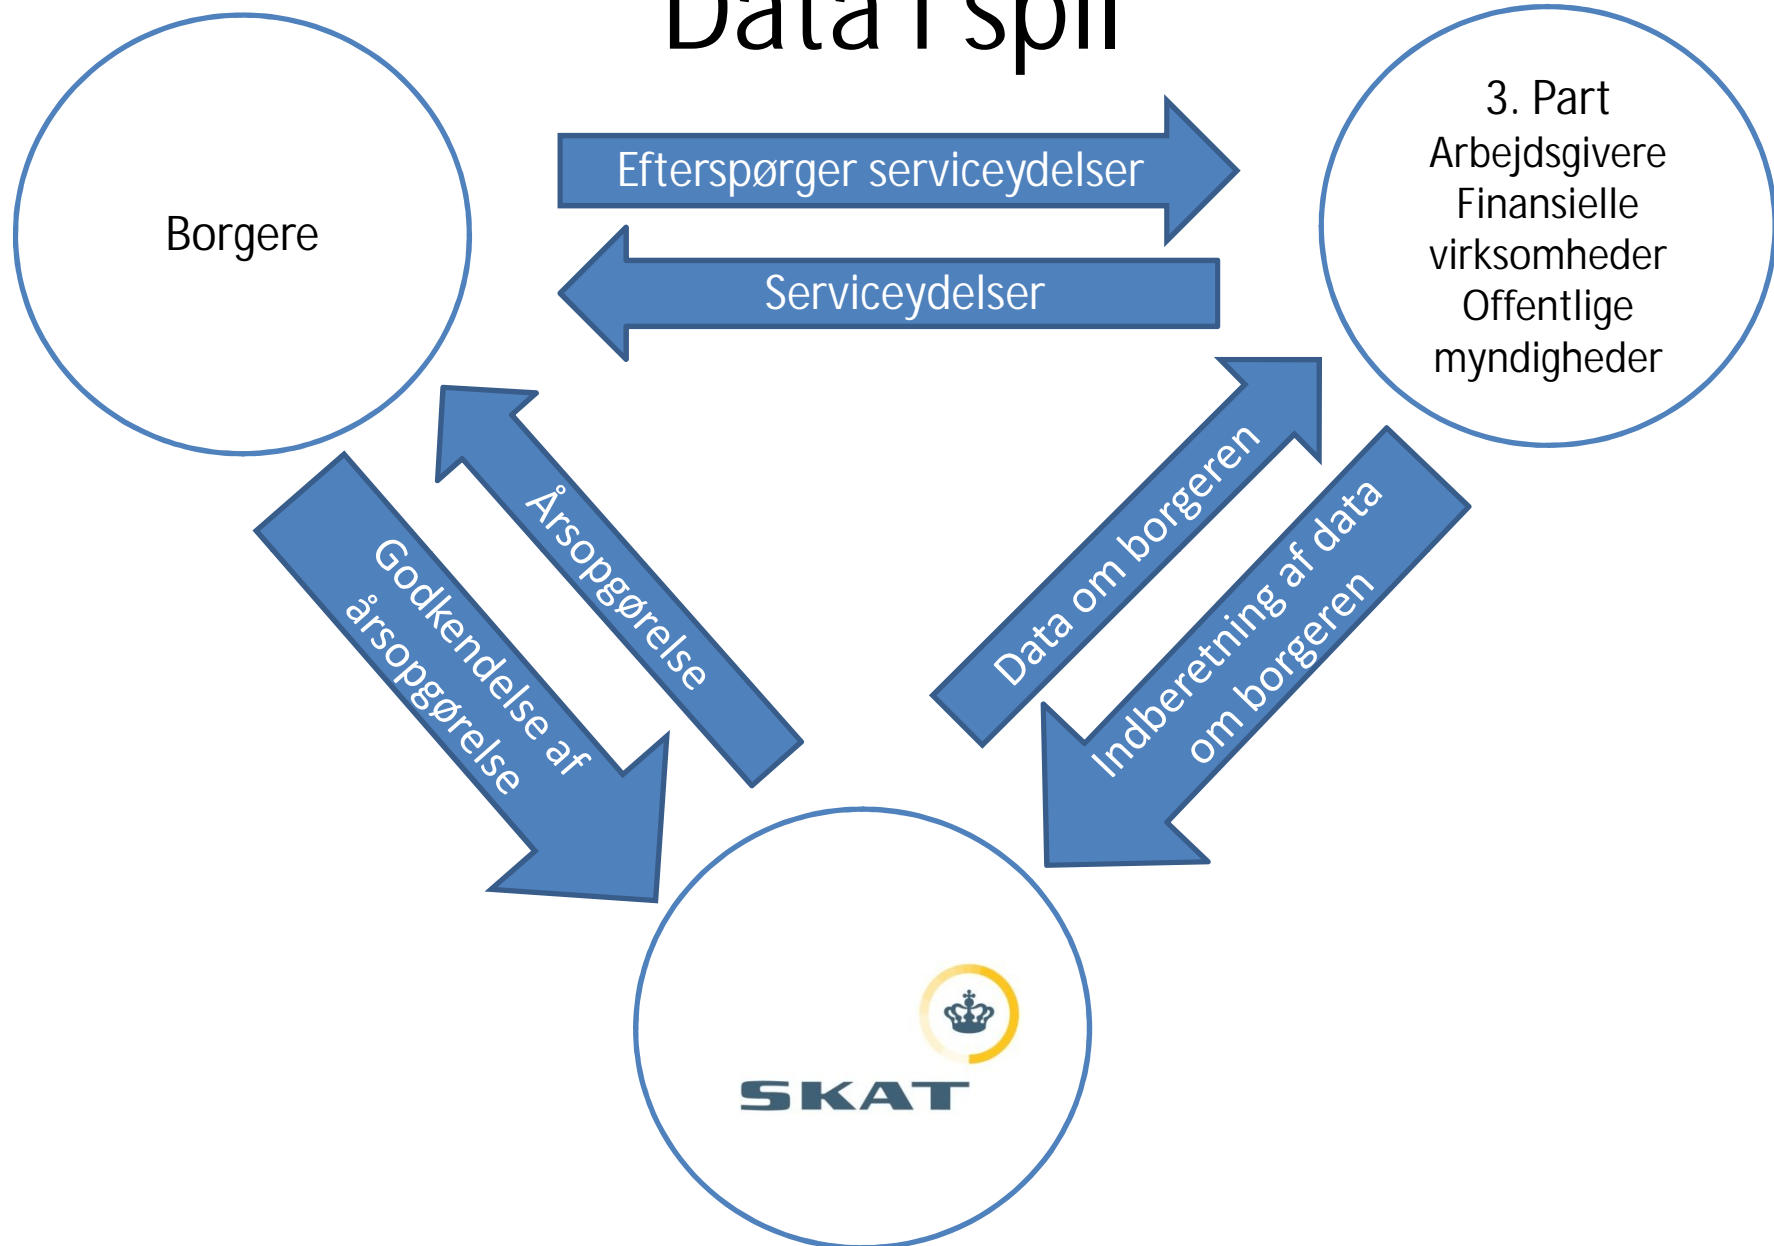 Data i spil
Borgere
Efterspørger serviceydelser
Serviceydelser
3. Part
Arbejdsgivere
Finansielle
virksomheder
Offentlige
myndigheder
Årsopgørelse
Godkendelse af
årsopgørelse
Data om borgeren
Indberetning af data
om borgeren
SKAT